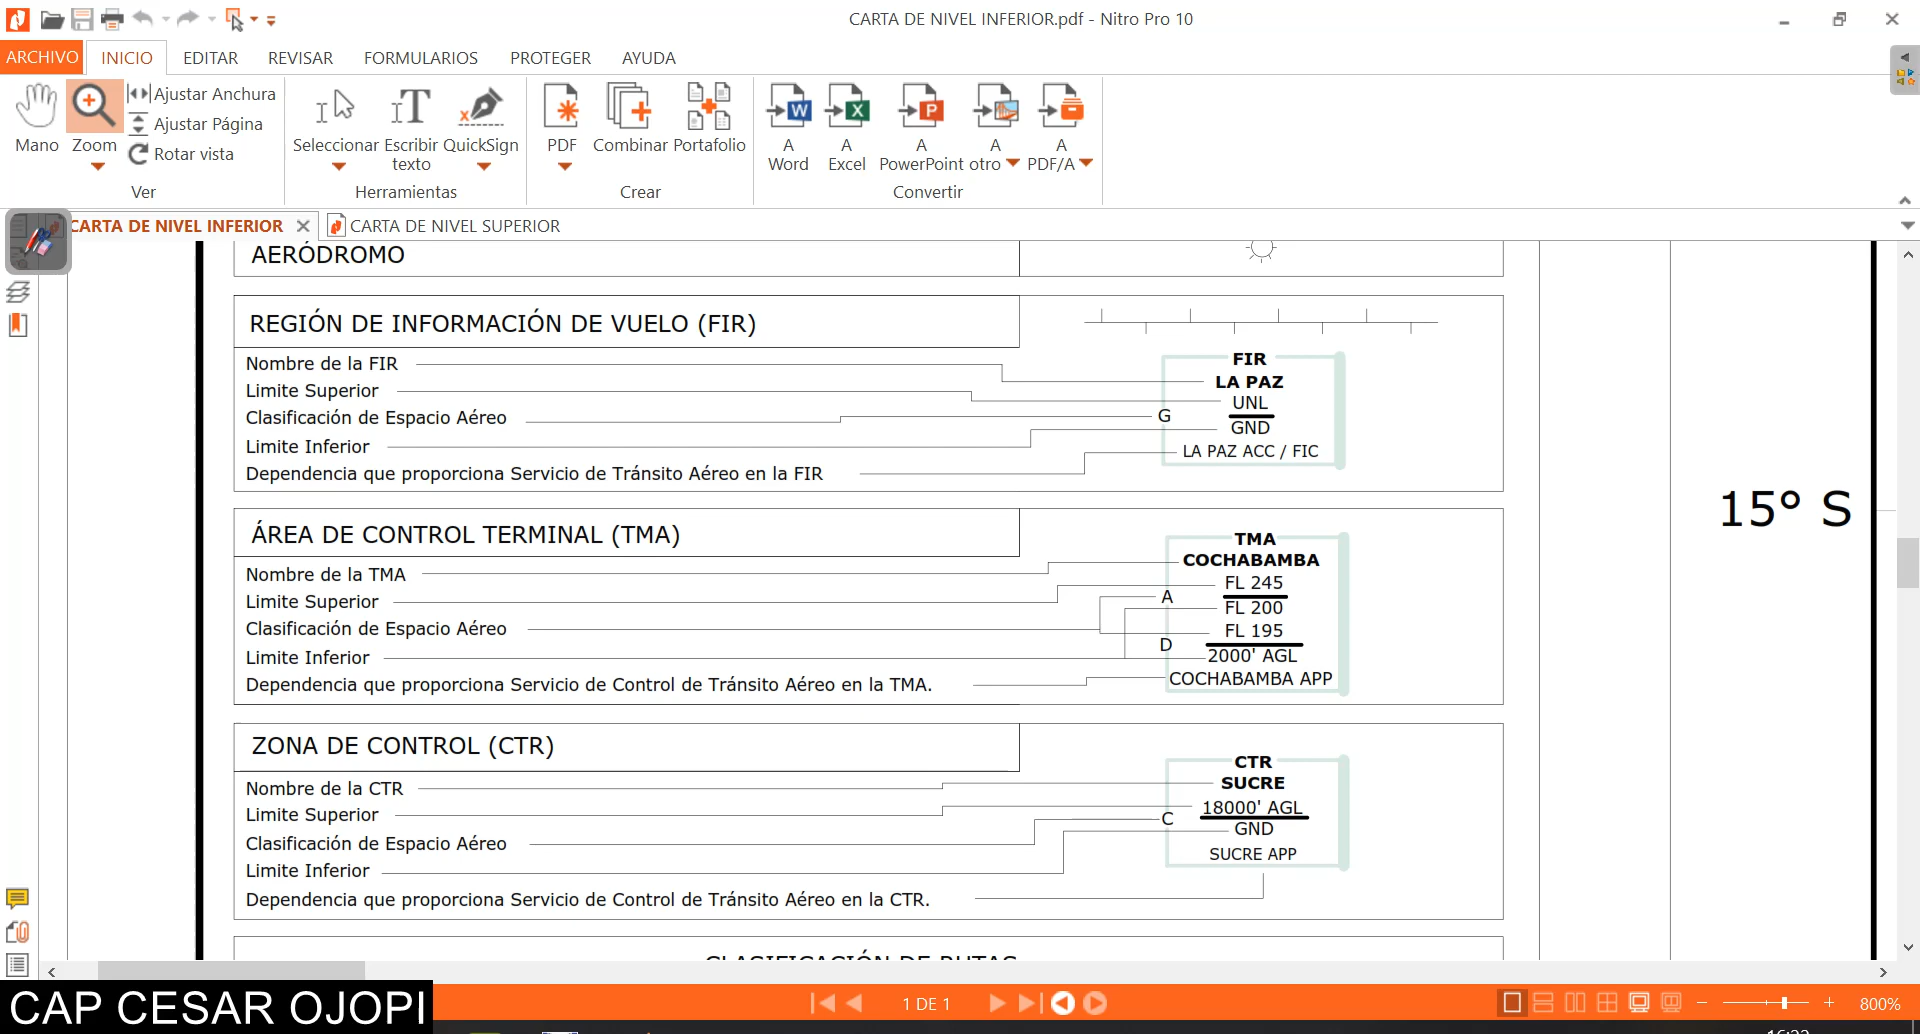 CARTA DE NIVEL INFERIOR.pdf - Nitro Pro 10
ARCHIVO INICIO EDITAR REVISAR FORMULARIOS PROTEGER AYUDA
Mano
Zoom
Ajustar Anchura
Ajustar Página
Rotar vista
Ver
Seleccionar
Escribir texto
QuickSign
Herramientas
PDF
Combinar
Portafolio
Crear
A Word
A Excel
A PowerPoint
A otro
A PDF/A
Convertir
CARTA DE NIVEL INFERIOR
CARTA DE NIVEL SUPERIOR
AERÓDROMO
REGIÓN DE INFORMACIÓN DE VUELO (FIR)
Nombre de la FIR
Limite Superior
Clasificación de Espacio Aéreo
Limite Inferior
Dependencia que proporciona Servicio de Tránsito Aéreo en la FIR
FIR
LA PAZ
UNL
G
GND
LA PAZ ACC / FIC
15° S
ÁREA DE CONTROL TERMINAL (TMA)
Nombre de la TMA
Limite Superior
Clasificación de Espacio Aéreo
Limite Inferior
Dependencia que proporciona Servicio de Control de Tránsito Aéreo en la TMA.
TMA
COCHABAMBA
FL 245
A
FL 200
FL 195
D
2000' AGL
COCHABAMBA APP
ZONA DE CONTROL (CTR)
Nombre de la CTR
Limite Superior
Clasificación de Espacio Aéreo
Limite Inferior
Dependencia que proporciona Servicio de Control de Tránsito Aéreo en la CTR.
CTR
SUCRE
18000' AGL
C
GND
SUCRE APP
CLASIFICACIÓN DE RUTAS
CAP CESAR OJOPI
1 DE 1
800%